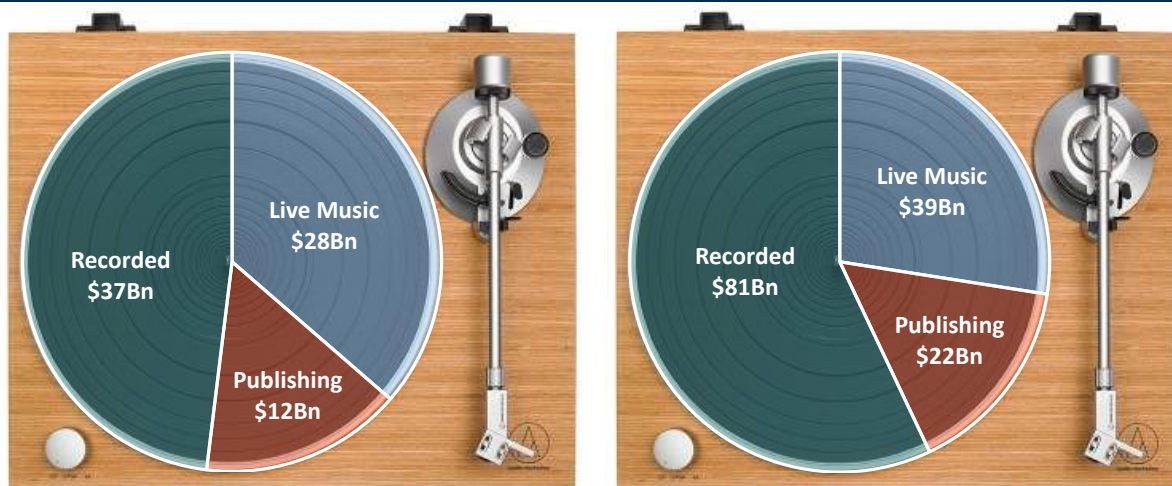 Live Music
$28Bn
Recorded
$37Bn
Publishing
$12Bn
Live Music
$39Bn
Recorded
$81Bn
Publishing
$22Bn